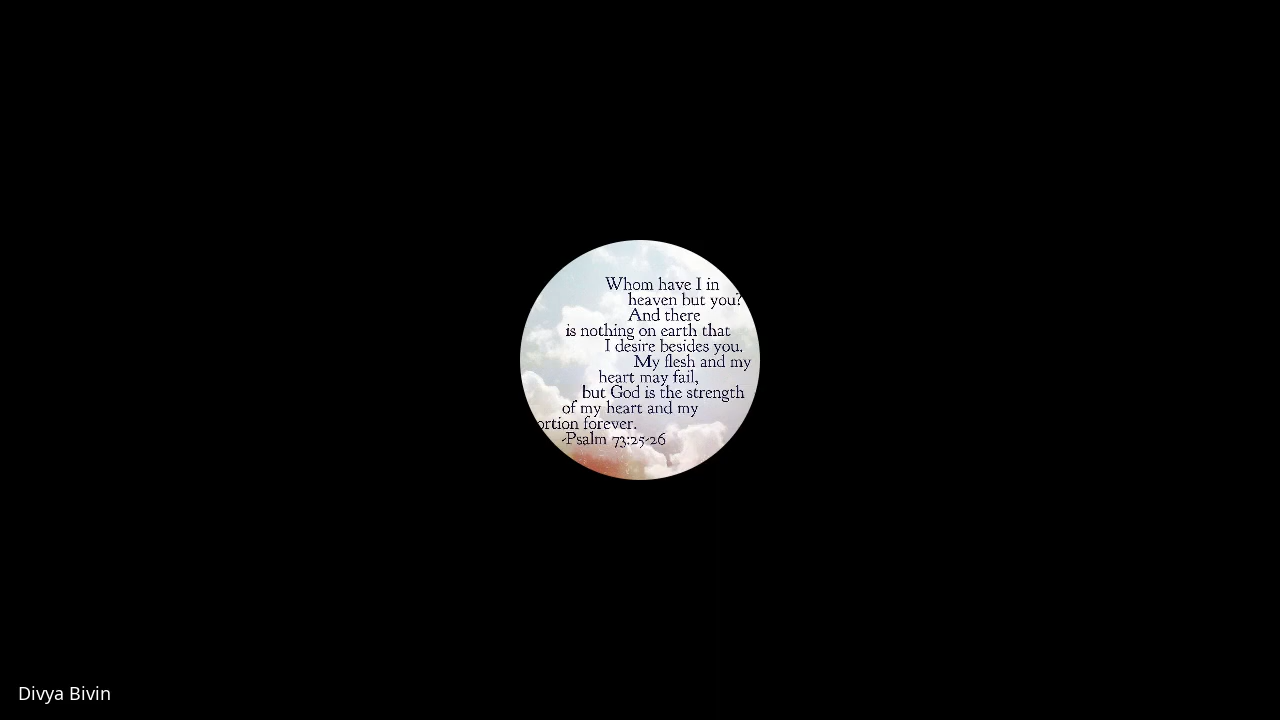 Whom have I in
heaven but you?
And there
is nothing on earth that
I desire besides you.
My flesh and my
heart may fail,
but God is the strength
of my heart and my
ortion forever.
-Psalm 73:25-26
Divya Bivin